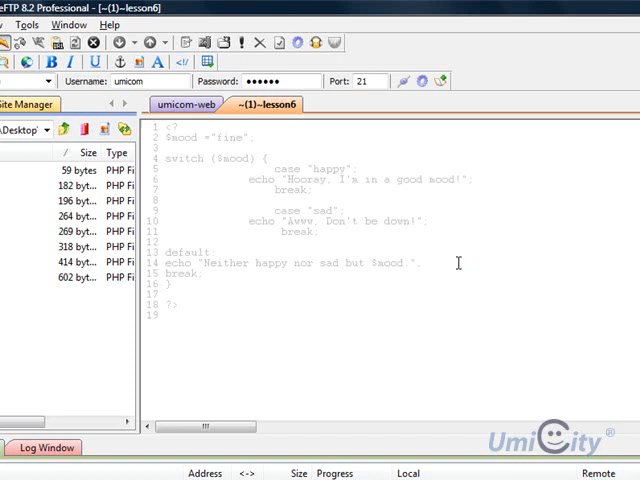 eFTP 8.2 Professional - [~(1)~lesson6]
Tools Window Help
Username: umicom Password: ●●●●●● Port: 21
Site Manager umicom-web ~(1)~lesson6
\Desktop'
/ Size Type
59 bytes PHP Fi
182 byt... PHP Fi
196 byt... PHP Fi
264 byt... PHP Fi
269 byt... PHP Fi
318 byt... PHP Fi
414 byt... PHP Fi
602 byt... PHP Fi
1 <?
2 $mood ="fine";
3
4 switch ($mood) {
5 case "happy";
6 echo "Hooray, I'm in a good mood!";
7 break;
8
9 case "sad";
10 echo "Awww, Don't be down!";
11 break;
12
13 default:
14 echo "Neither happy nor sad but $mood.",
15 break;
16 }
17
18 ?>
19
UmiCity ®
Log Window
Address <-> Size Progress Local Remote